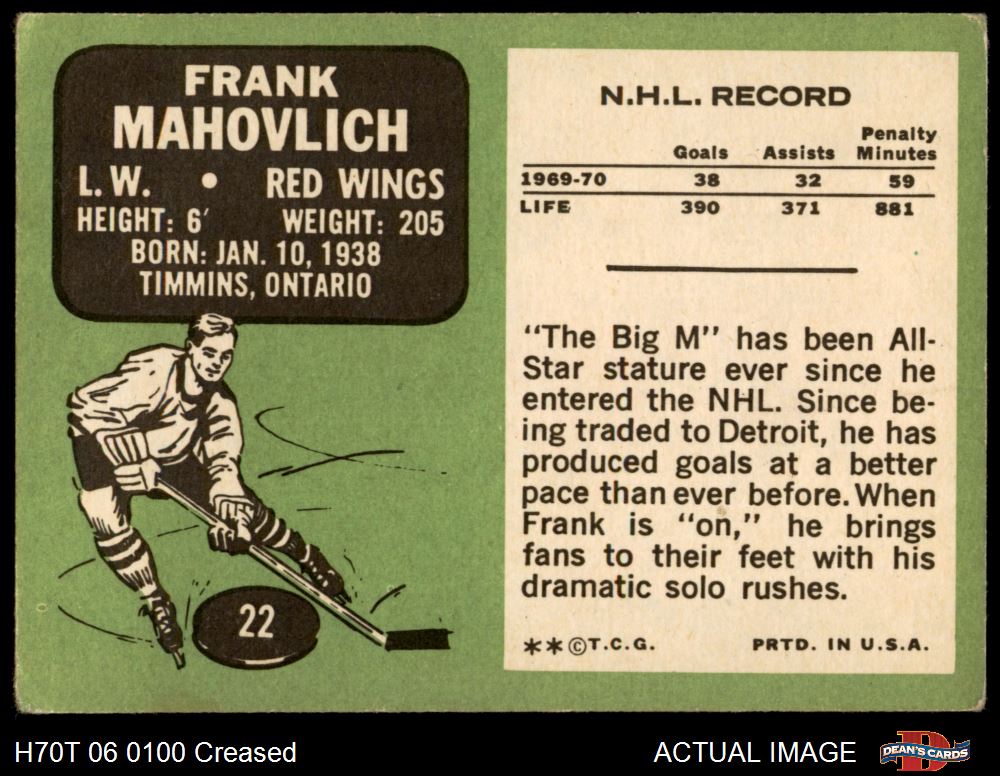 FRANK
MAHOVLICH
L. W. • RED WINGS
HEIGHT: 6' WEIGHT: 205
BORN: JAN. 10, 1938
TIMMINS, ONTARIO
22
N.H.L. RECORD
Goals Assists Penalty Minutes
1969-70 38 32 59
LIFE 390 371 881
"The Big M" has been All-
Star stature ever since he
entered the NHL. Since be-
ing traded to Detroit, he has
produced goals at a better
pace than ever before. When
Frank is "on," he brings
fans to their feet with his
dramatic solo rushes.
**©T.C.G. PRTD. IN U.S.A.
H70T 06 0100 Creased
ACTUAL IMAGE
D
DEAN'S CARDS